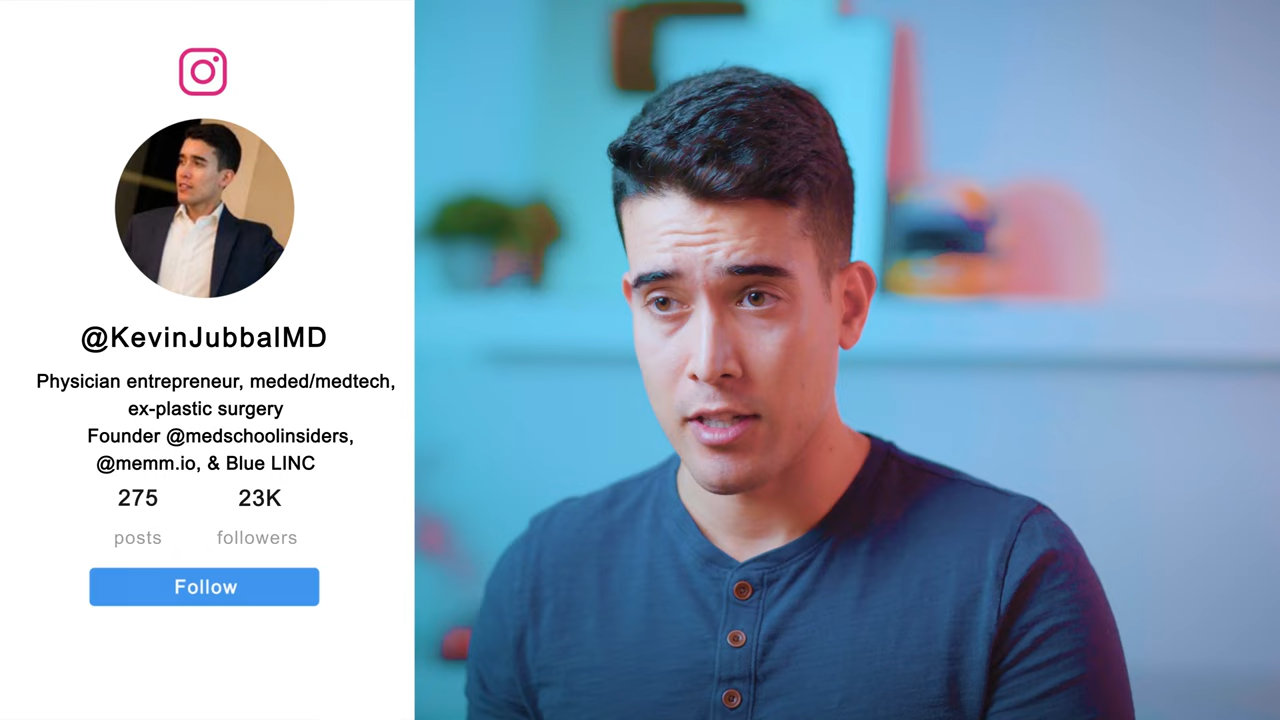 @KevinJubbalMD
Physician entrepreneur, meded/medtech,
ex-plastic surgery
Founder @medschoolinsiders,
@memm.io, & Blue LINC
275 23K
posts followers
Follow